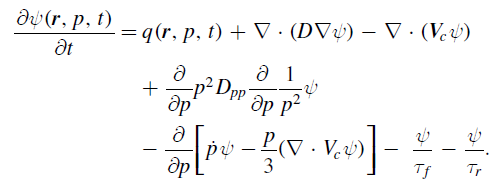 ∂ψ(r, p, t)/∂t = q(r, p, t) + ∇ · (D∇ψ) − ∇ · (V_c ψ)
+ ∂/∂p p² D_pp ∂/∂p 1/p² ψ
− ∂/∂p [ṗψ − p/3 (∇ · V_c ψ)] − ψ/τ_f − ψ/τ_r.